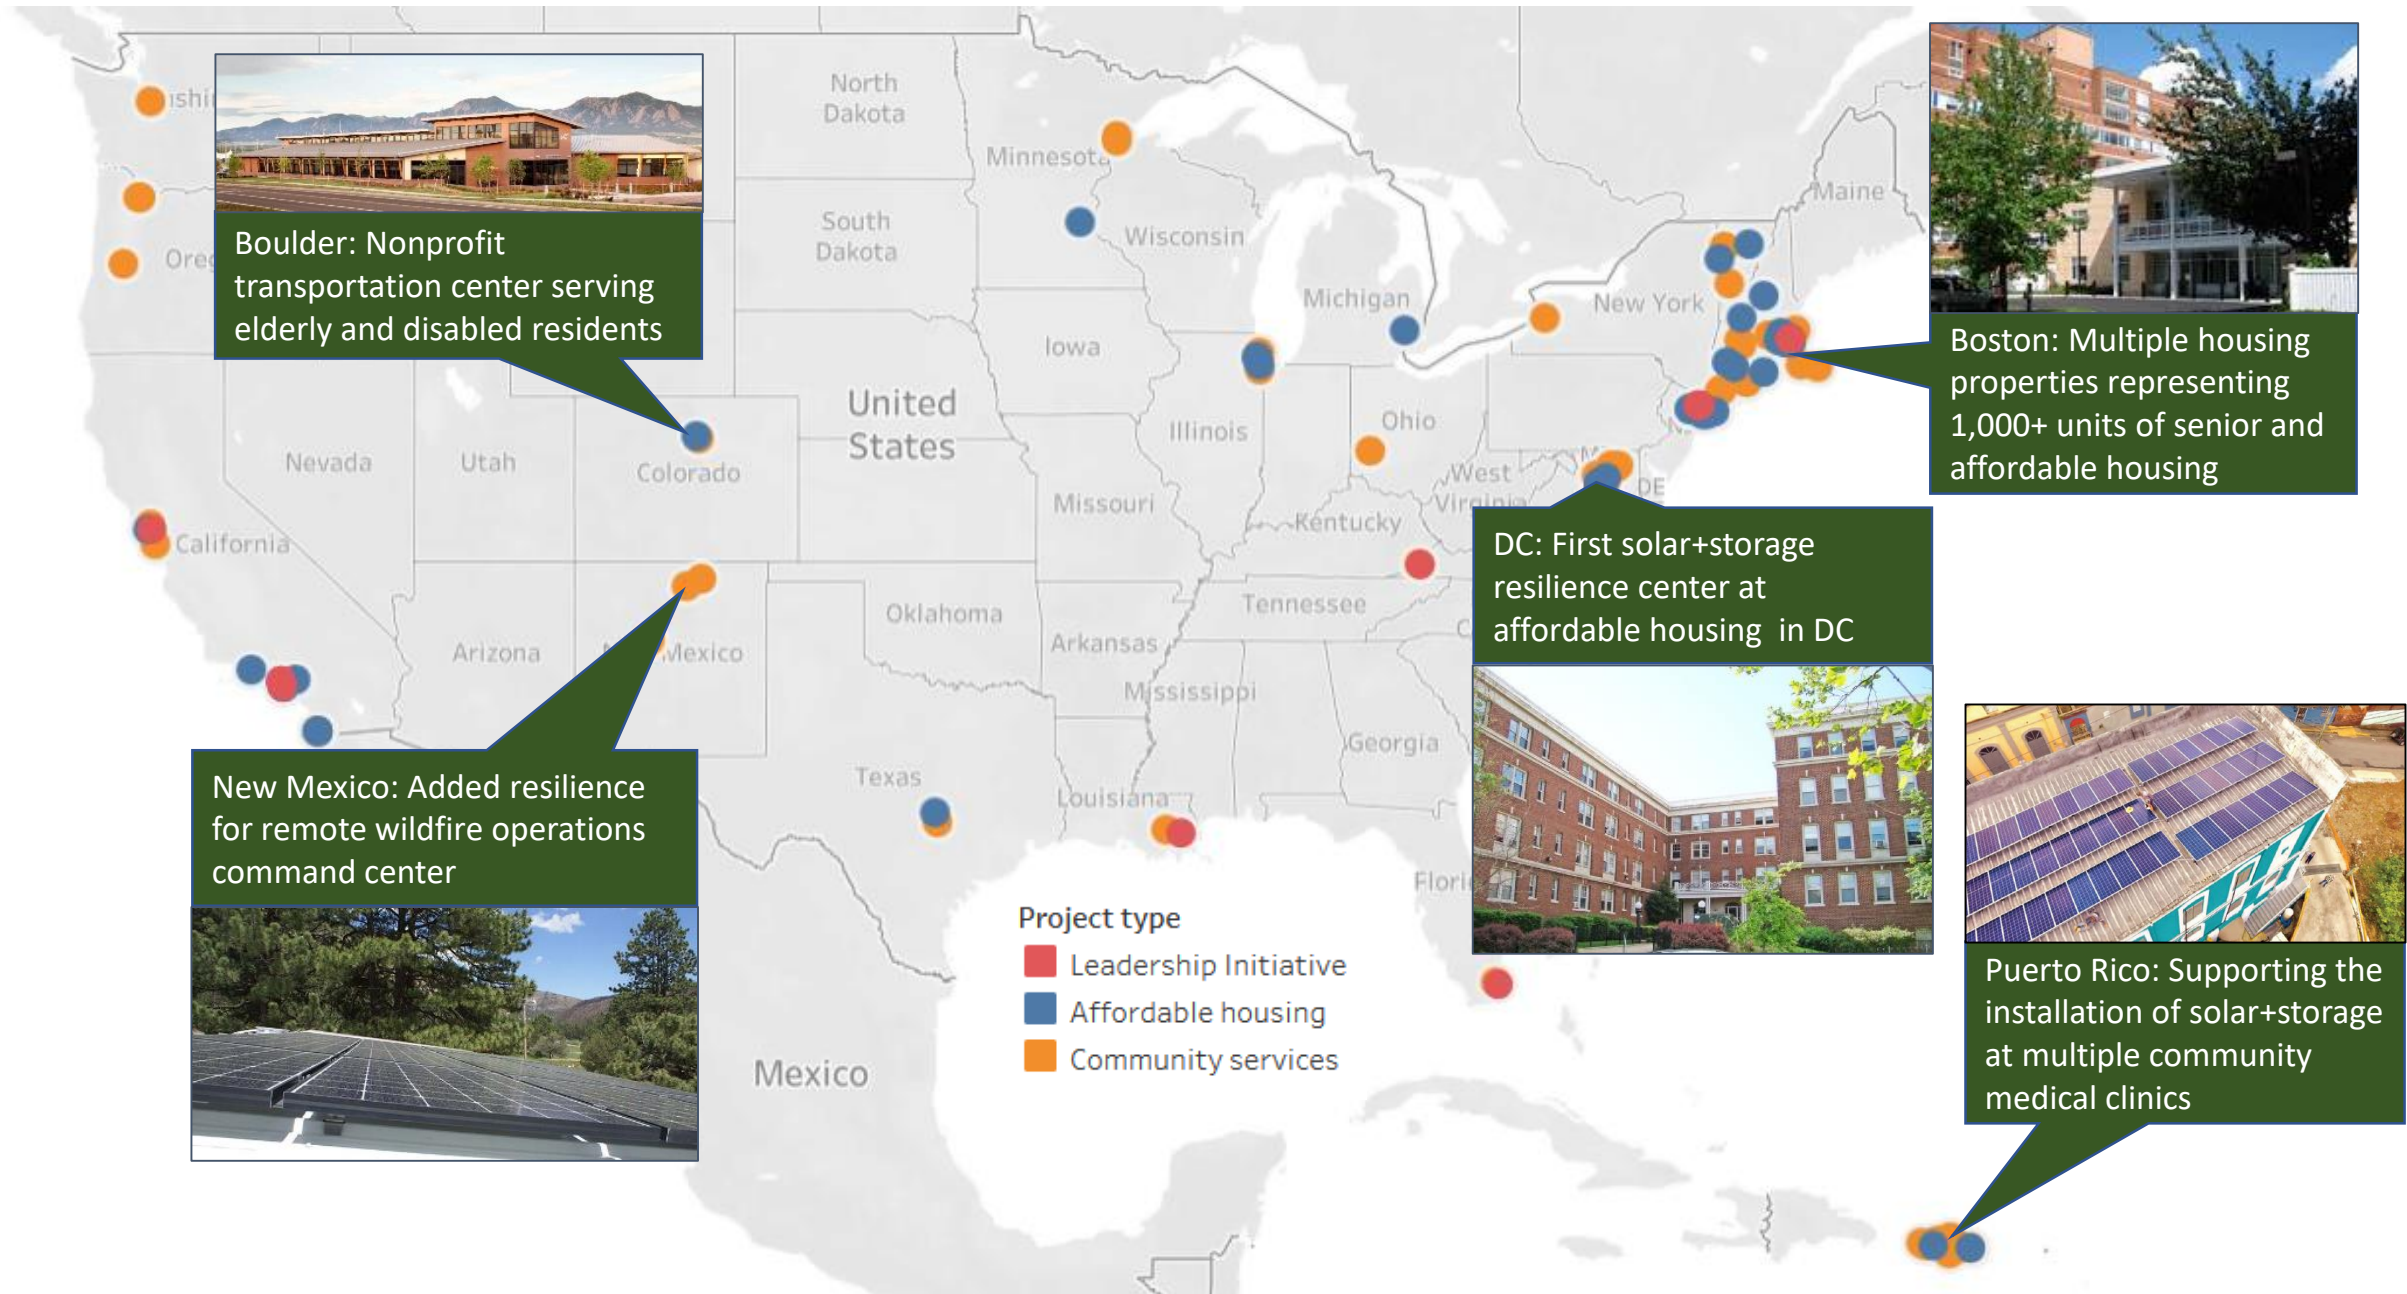 North
Dakota
Minnesota
South
Dakota
Wisconsin
Maine
Michigan
New York
Iowa
United
States
Nevada
Utah
Colorado
Illinois
Ohio
West
Virginia
DE
Missouri
Kentucky
California
Oklahoma
Tennessee
Arizona
Mexico
Arkansas
Mississippi
Georgia
Texas
Louisiana
Mexico
Boulder: Nonprofit
transportation center serving
elderly and disabled residents
Boston: Multiple housing
properties representing
1,000+ units of senior and
affordable housing
DC: First solar+storage
resilience center at
affordable housing in DC
New Mexico: Added resilience
for remote wildfire operations
command center
Puerto Rico: Supporting the
installation of solar+storage
at multiple community
medical clinics
Project type
Leadership Initiative
Affordable housing
Community services